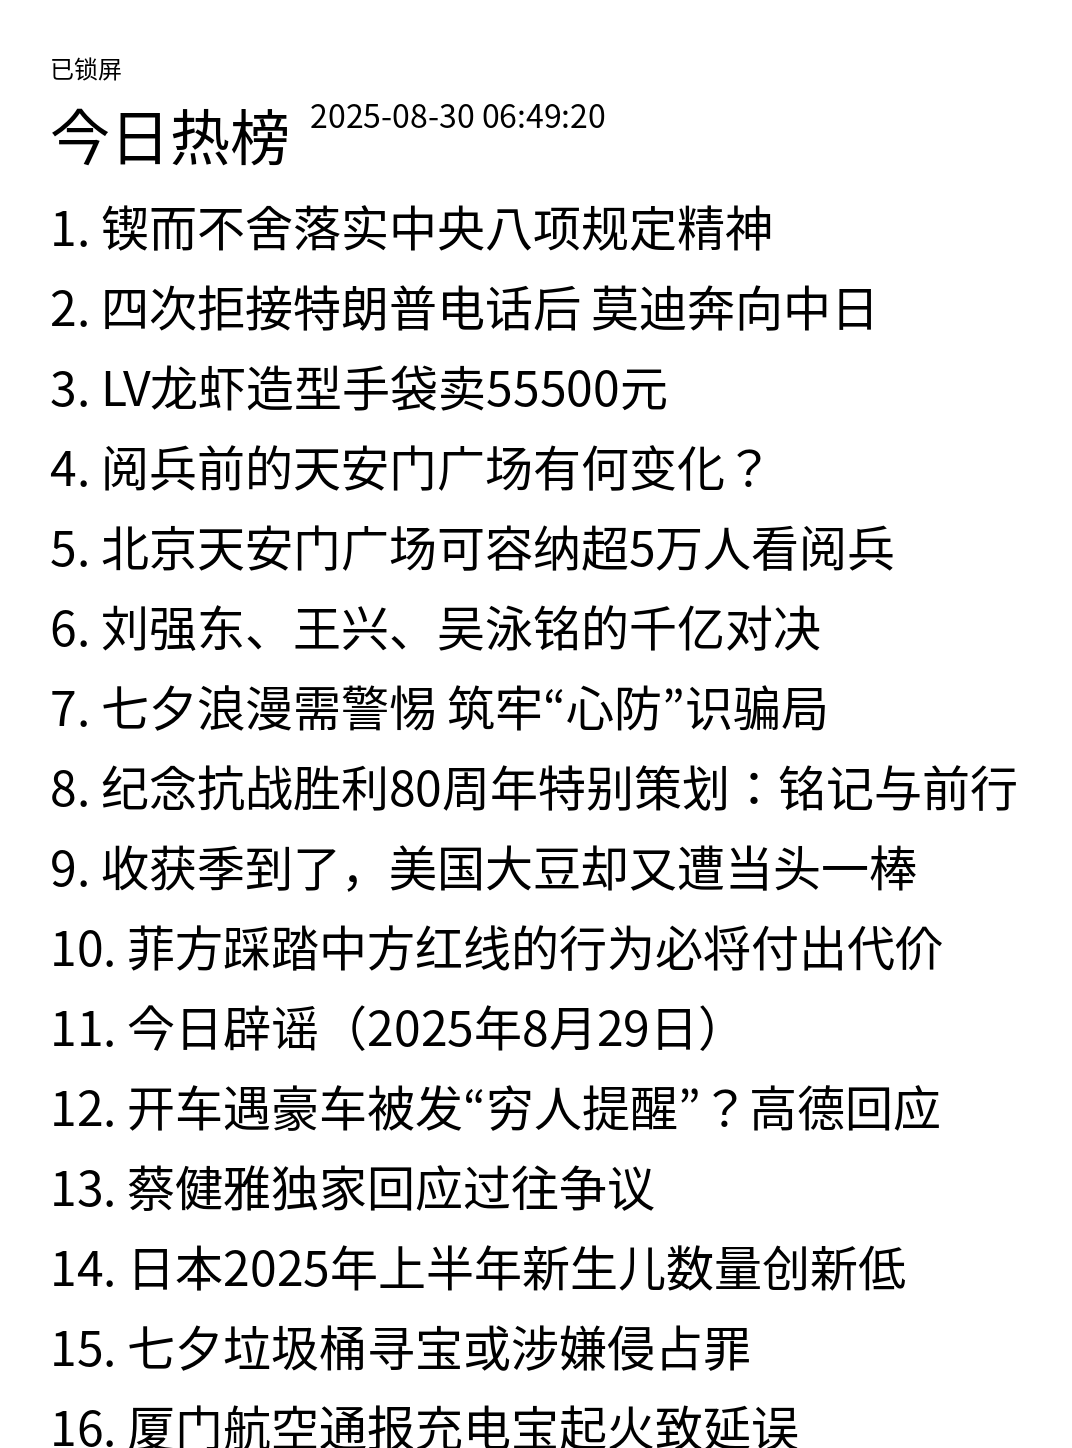 已锁屏
今日热榜 2025-08-30 06:49:20
1. 锲而不舍落实中央八项规定精神
2. 四次拒接特朗普电话后 莫迪奔向中日
3. LV龙虾造型手袋卖55500元
4. 阅兵前的天安门广场有何变化？
5. 北京天安门广场可容纳超5万人看阅兵
6. 刘强东、王兴、吴泳铭的千亿对决
7. 七夕浪漫需警惕 筑牢“心防”识骗局
8. 纪念抗战胜利80周年特别策划：铭记与前行
9. 收获季到了，美国大豆却又遭当头一棒
10. 菲方踩踏中方红线的行为必将付出代价
11. 今日辟谣（2025年8月29日）
12. 开车遇豪车被发“穷人提醒”？高德回应
13. 蔡健雅独家回应过往争议
14. 日本2025年上半年新生儿数量创新低
15. 七夕垃圾桶寻宝或涉嫌侵占罪
16. 厦门航空通报充电宝起火致延误